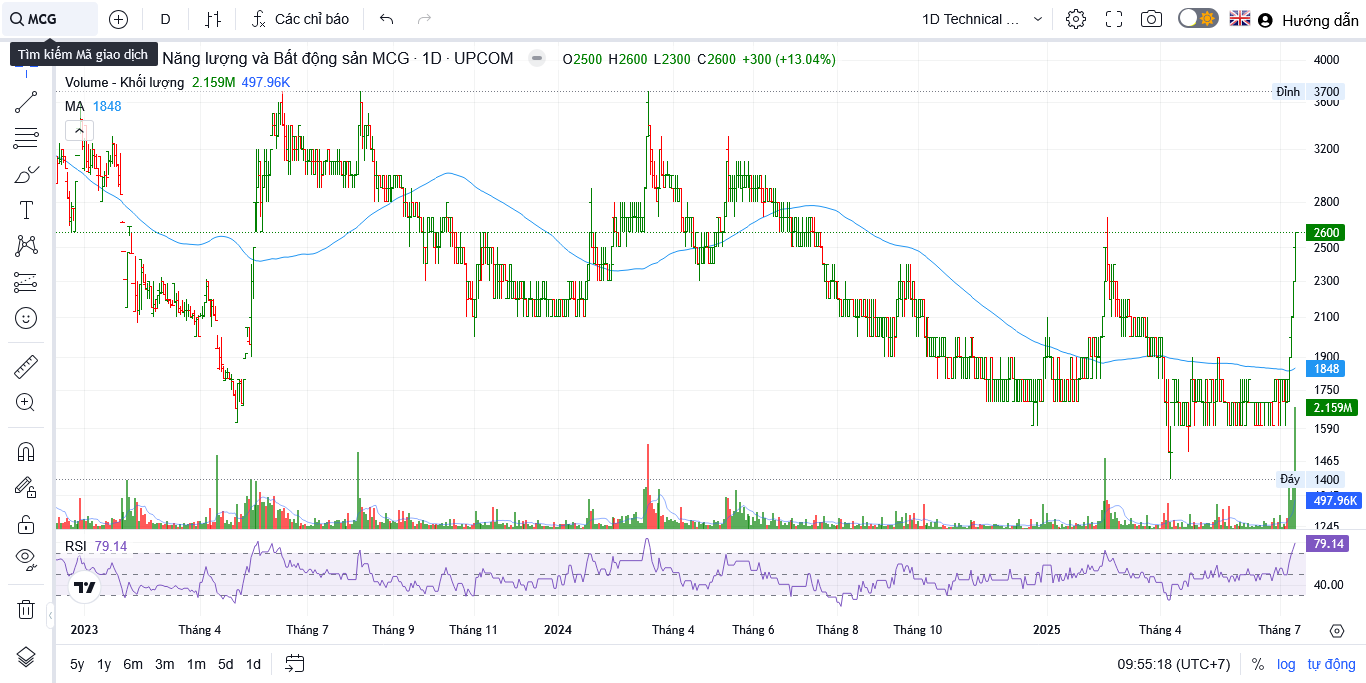 MCG
D
Các chỉ báo
1D Technical ...
Hướng dẫn
Tìm kiếm Mã giao dịch
Năng lượng và Bất động sản MCG · 1D · UPCOM
O2500 H2600 L2300 C2600 +300 (+13.04%)
Volume - Khối lượng 2.159M 497.96K
MA 1848
4000
Đỉnh 3700
3600
3200
2800
2600
2500
2300
2100
1900
1848
1750
2.159M
1590
1465
Đáy 1400
497.96K
1245
RSI 79.14
79.14
40.00
2023 Tháng 4 Tháng 7 Tháng 9 Tháng 11 2024 Tháng 4 Tháng 6 Tháng 8 Tháng 10 2025 Tháng 4 Tháng 7
5y 1y 6m 3m 1m 5d 1d
09:55:18 (UTC+7) % log tự động